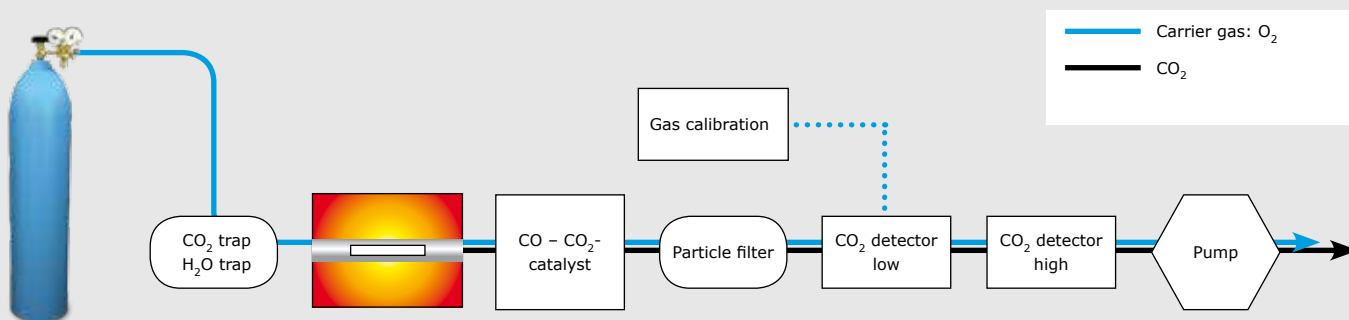 Carrier gas: O₂
CO₂
Gas calibration
CO₂ trap
H₂O trap
CO – CO₂-
catalyst
Particle filter
CO₂ detector
low
CO₂ detector
high
Pump